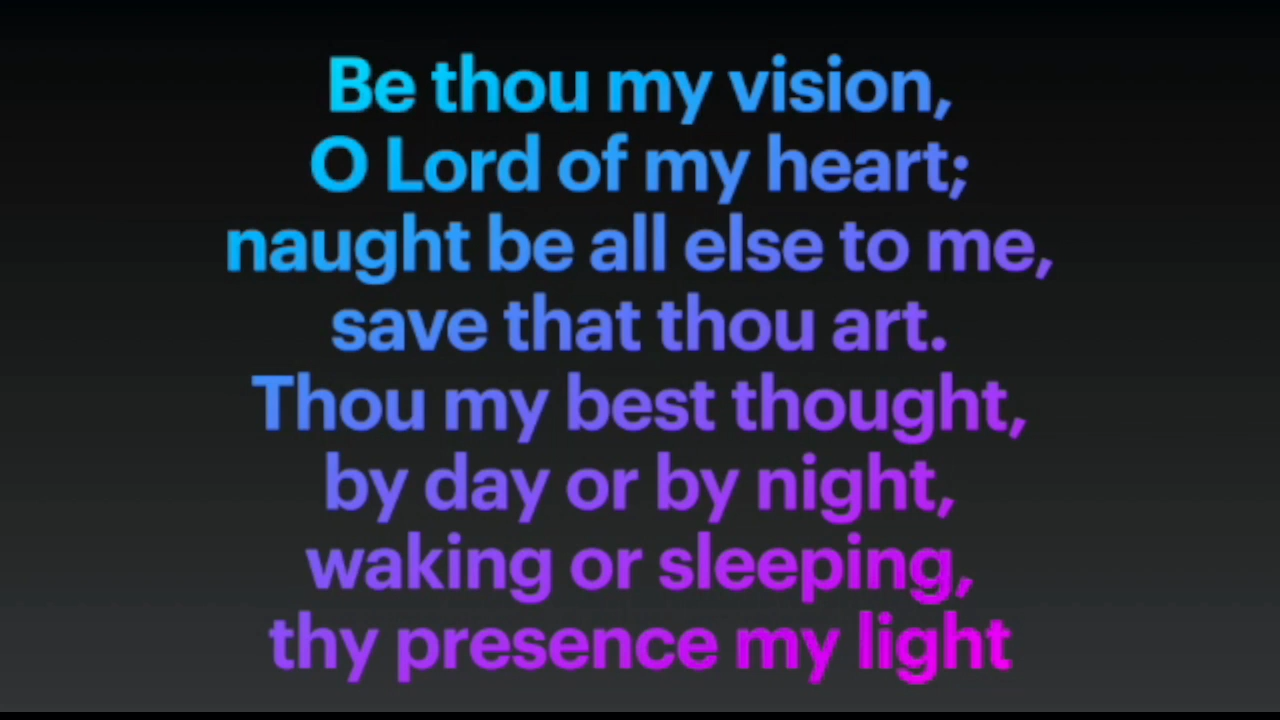 Be thou my vision,
O Lord of my heart;
naught be all else to me,
save that thou art.
Thou my best thought,
by day or by night,
waking or sleeping,
thy presence my light